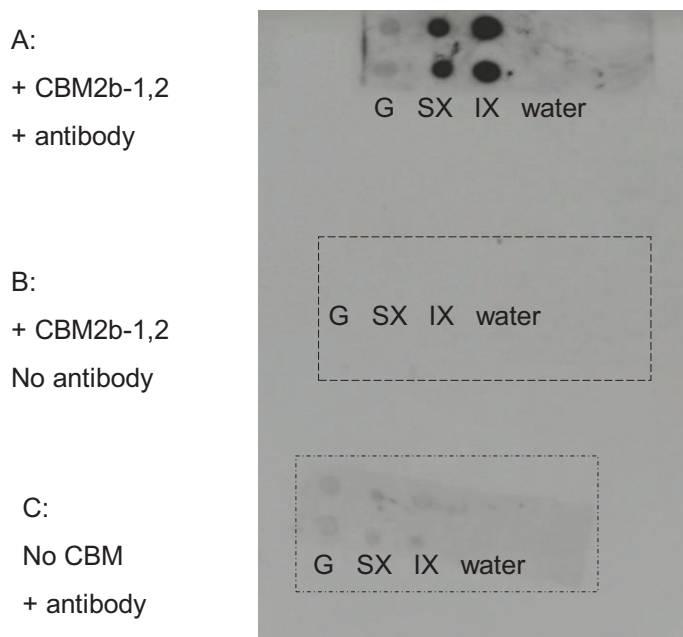 A:
+ CBM2b-1,2
+ antibody
G SX IX water
B:
+ CBM2b-1,2
No antibody
G SX IX water
C:
No CBM
+ antibody
G SX IX water